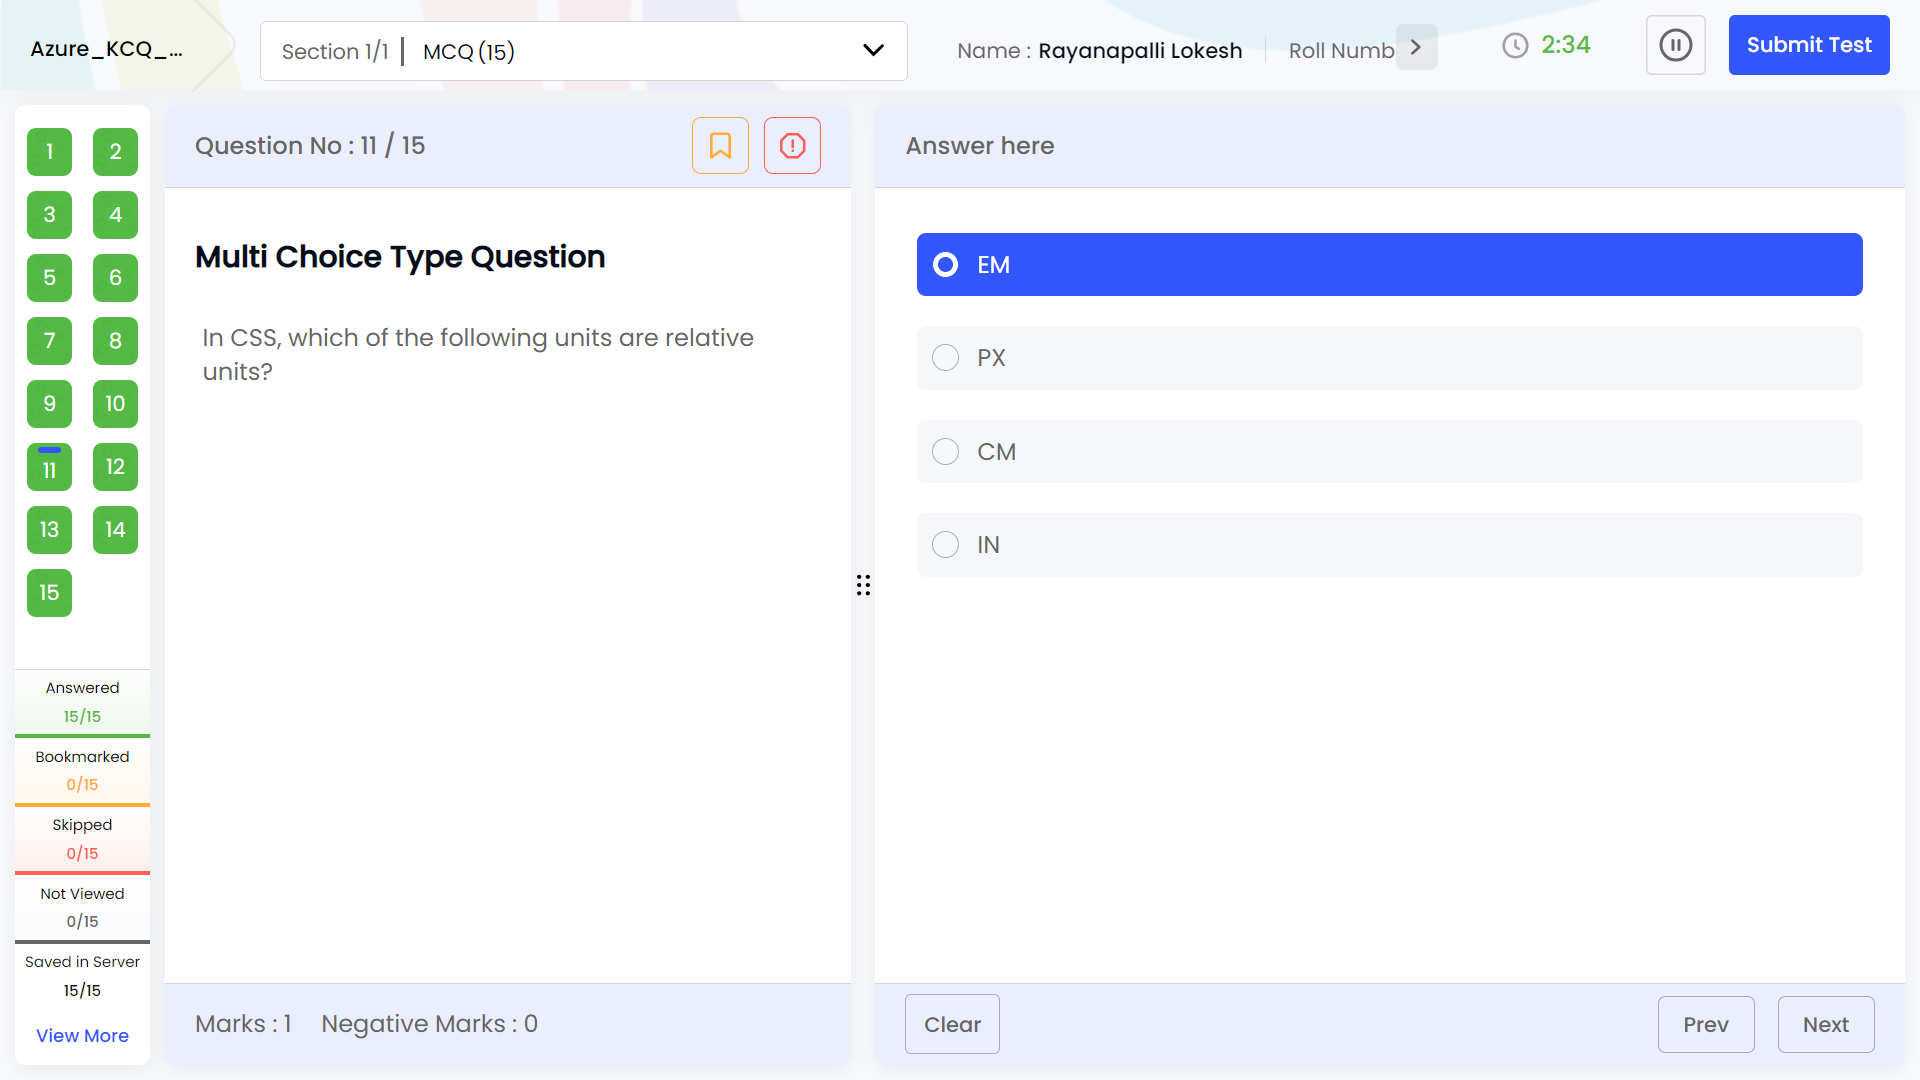 Azure_KCQ_...
Section 1/1 | MCQ (15)
Name : Rayanapalli Lokesh
Roll Numb
2:34
Submit Test
1 2
3 4
5 6
7 8
9 10
11 12
13 14
15
Answered
15/15
Bookmarked
0/15
Skipped
0/15
Not Viewed
0/15
Saved in Server
15/15
View More
Question No : 11 / 15
Multi Choice Type Question
In CSS, which of the following units are relative
units?
Marks : 1 Negative Marks : 0
Answer here
EM
PX
CM
IN
Clear
Prev
Next